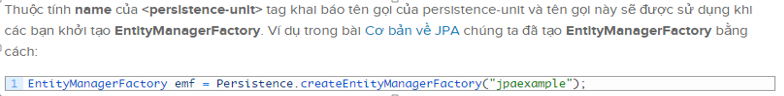 Thuộc tính name của <persistence-unit> tag khai báo tên gọi của persistence-unit và tên gọi này sẽ được sử dụng khi
các bạn khởi tạo EntityManagerFactory. Ví dụ trong bài Cơ bản về JPA chúng ta đã tạo EntityManagerFactory bằng
cách:
1 EntityManagerFactory emf = Persistence.createEntityManagerFactory("jpaexample");